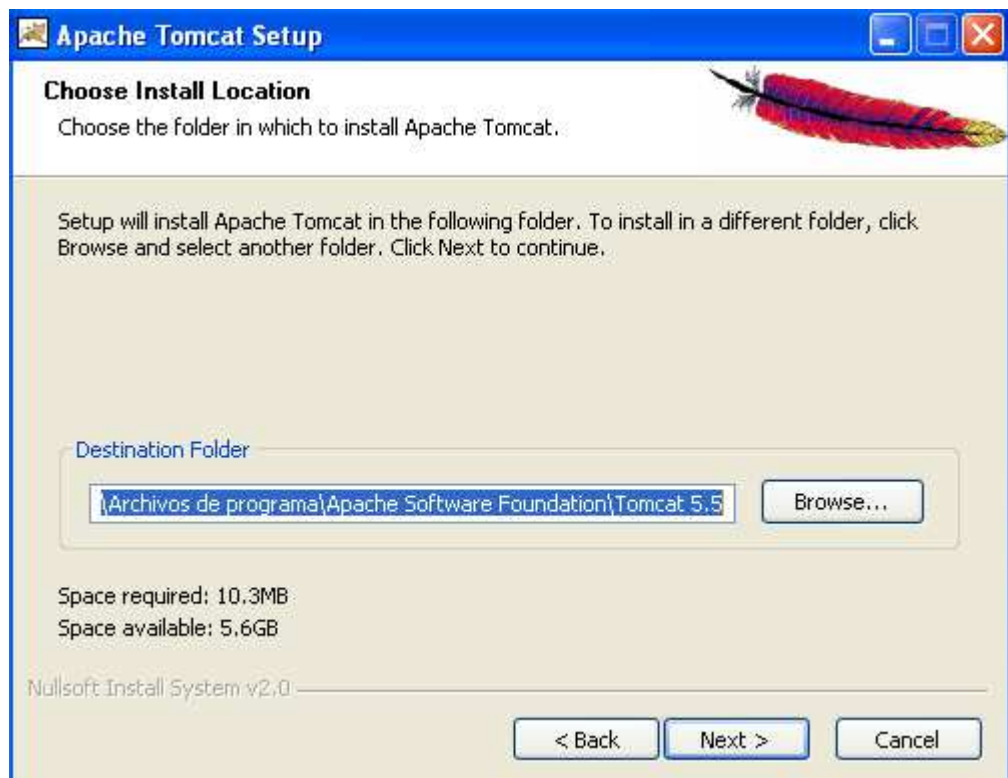 Apache Tomcat Setup
Choose Install Location
Choose the folder in which to install Apache Tomcat.
Setup will install Apache Tomcat in the following folder. To install in a different folder, click
Browse and select another folder. Click Next to continue.
Destination Folder
\Archivos de programa\Apache Software Foundation\Tomcat 5.5
Browse...
Space required: 10.3MB
Space available: 5.6GB
Nullsoft Install System v2.0
< Back Next > Cancel